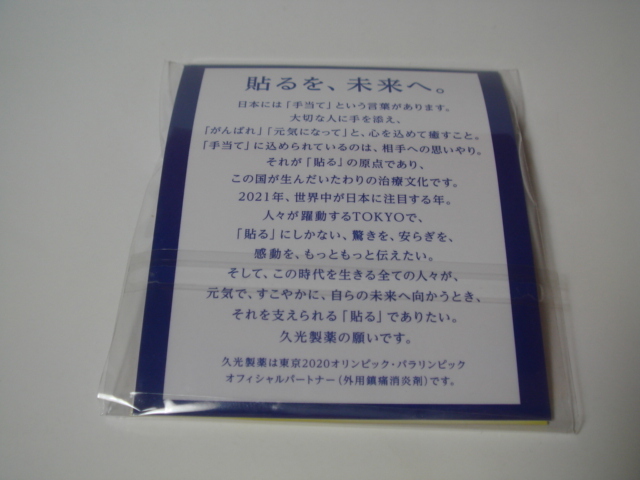 貼るを、未来へ。
日本には「手当て」という言葉があります。
大切な人に手を添え、
「がんばれ」「元気になって」と、心を込めて癒すこと。
「手当て」に込められているのは、相手への思いやり。
それが「貼る」の原点であり、
この国が生んだいたわりの治療文化です。
2021年、世界中が日本に注目する年。
人々が躍動するTOKYOで、
「貼る」にしかない、驚きを、安らぎを、
感動を、もっともっと伝えたい。
そして、この時代を生きる全ての人々が、
元気で、すこやかに、自らの未来へ向かうとき、
それを支えられる「貼る」でありたい。
久光製薬の願いです。
久光製薬は東京2020オリンピック・パラリンピック
オフィシャルパートナー（外用鎮痛消炎剤）です。